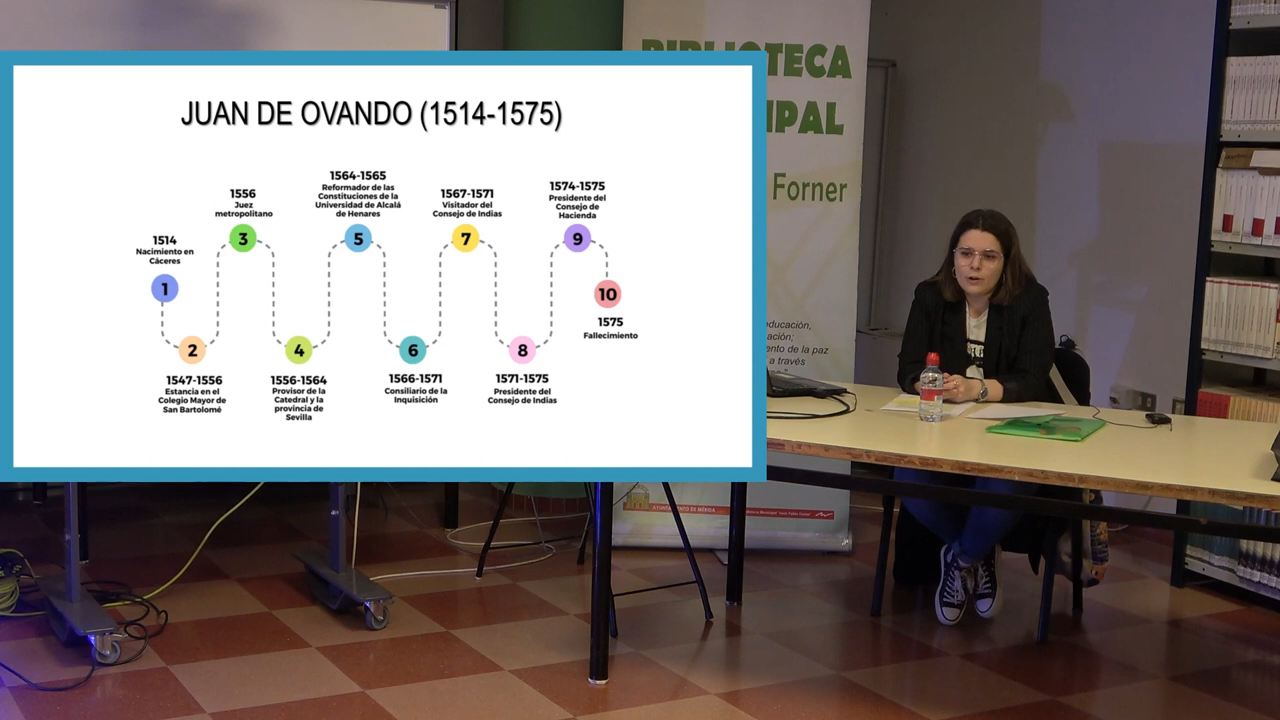 JUAN DE OVANDO (1514-1575)
1514
Nacimiento en
Cáceres
1
2
1547-1556
Estancia en el
Colegio Mayor de
San Bartolomé
1556
Juez
metropolitano
3
4
1556-1564
Provisor de la
Catedral y la
provincia de
Sevilla
1564-1565
Reformador de las
Constituciones de la
Universidad de Alcalá
de Henares
5
6
1566-1571
Consiliario de la
Inquisición
1567-1571
Visitador del
Consejo de Indias
7
8
1571-1575
Presidente del
Consejo de Indias
1574-1575
Presidente del
Consejo de
Hacienda
9
10
1575
Fallecimiento
BIBLIOTECA
IPAL
Forner
educación,
ación;
ento de la paz
a través
AYUNTAMIENTO DE MÉRIDA